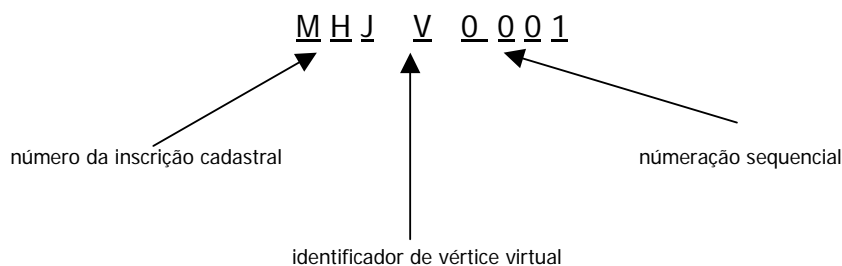 M H J V 0 0 0 1
número da inscrição cadastral
númeração sequencial
identificador de vértice virtual